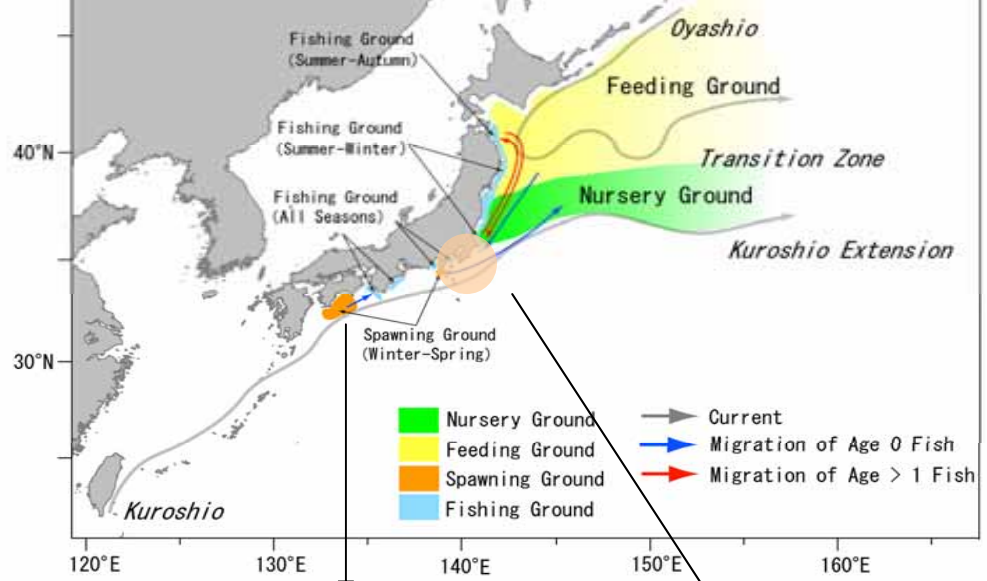 Oyashio
Fishing Ground
(Summer-Autumn)
Feeding Ground
Fishing Ground
(Summer-Winter)
40°N
Transition Zone
Nursery Ground
Fishing Ground
(All Seasons)
Kuroshio Extension
Spawning Ground
(Winter-Spring)
30°N
Nursery Ground
Feeding Ground
Spawning Ground
Fishing Ground
Current
Migration of Age 0 Fish
Migration of Age > 1 Fish
Kuroshio
120°E 130°E 140°E 150°E 160°E